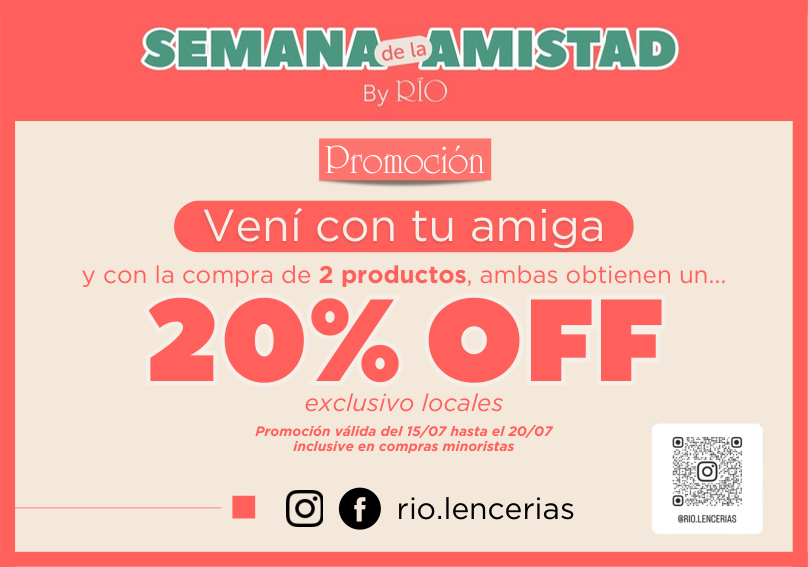 SEMANA de la AMISTAD
By RÍO
Promoción
Vení con tu amiga
y con la compra de 2 productos, ambas obtienen un...
20% OFF
exclusivo locales
Promoción válida del 15/07 hasta el 20/07
inclusive en compras minoristas
rio.lencerias
@RIO.LENCERIAS